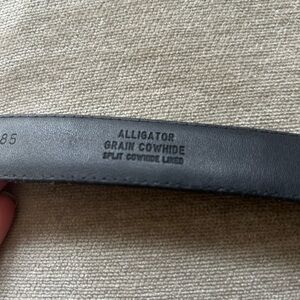 85
ALLIGATOR
GRAIN COWHIDE
SPLIT COWHIDE LINED